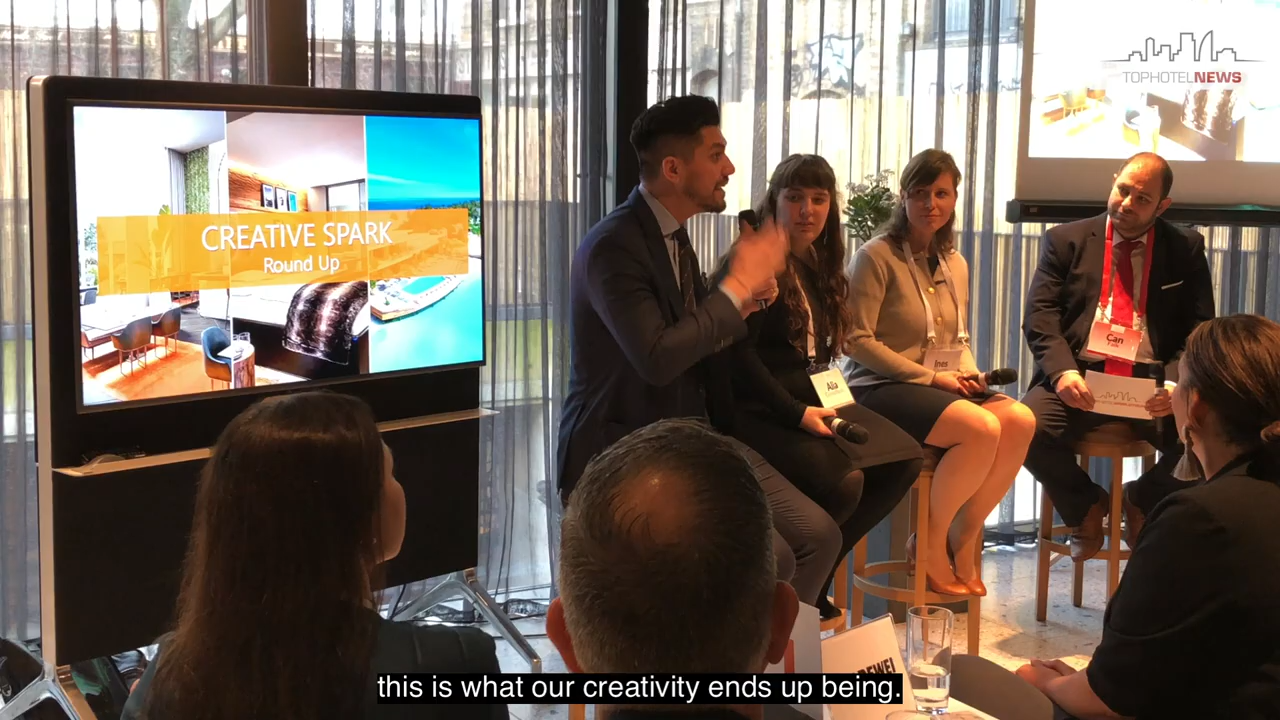 TOPHOTELNEWS
CREATIVE SPARK
Round Up
Alia
Ines
Can
this is what our creativity ends up being.